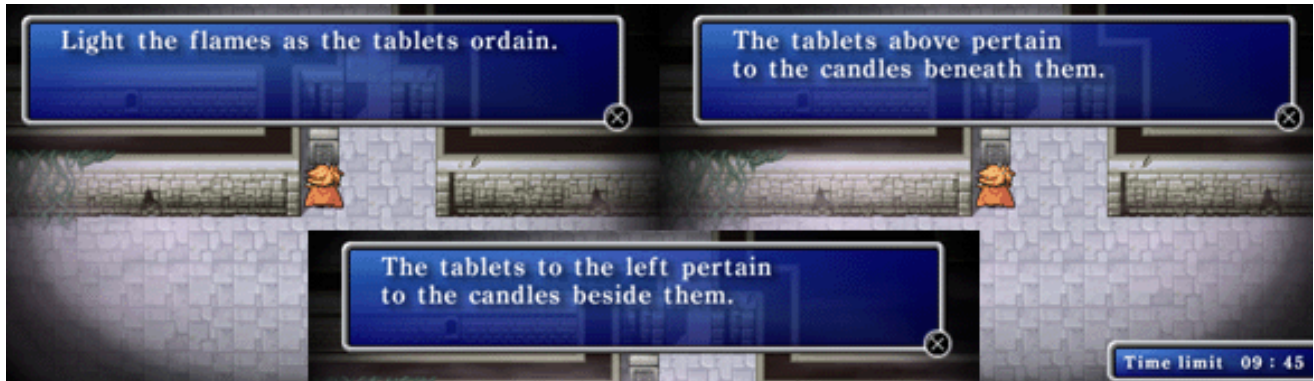 Light the flames as the tablets ordain.
The tablets above pertain
to the candles beneath them.
The tablets to the left pertain
to the candles beside them.
Time limit 09 : 45